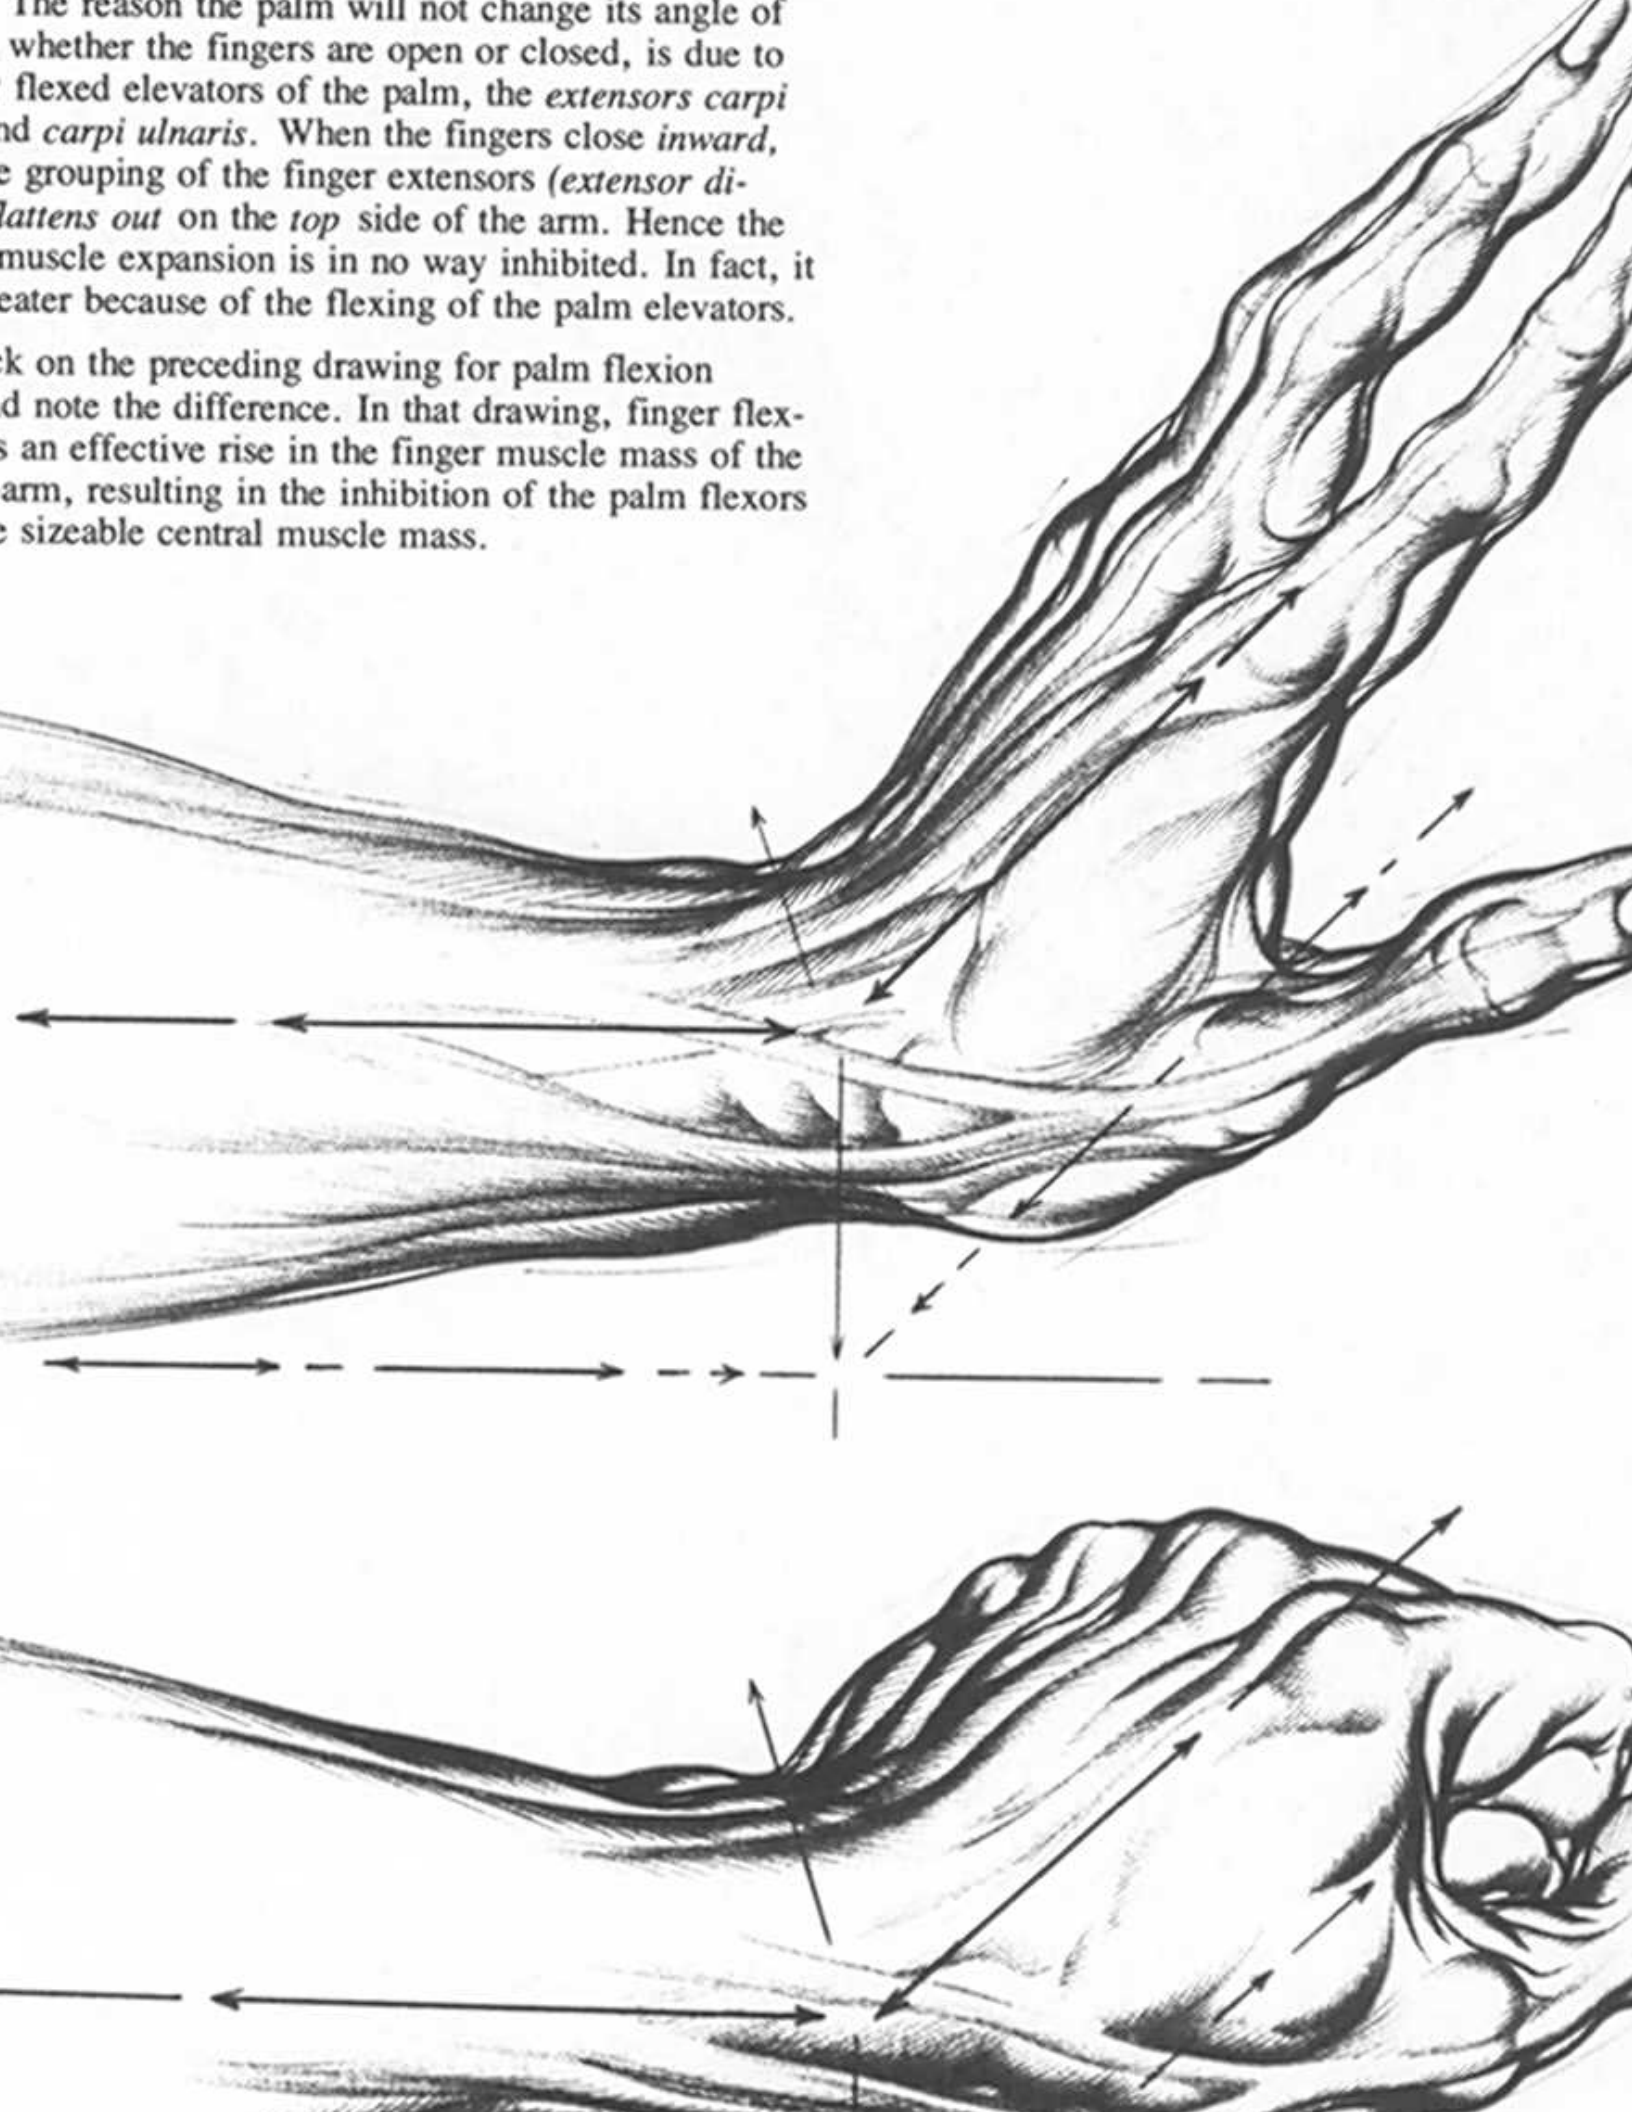 The reason the palm will not change its angle of
whether the fingers are open or closed, is due to
flexed elevators of the palm, the extensors carpi
nd carpi ulnaris. When the fingers close inward,
e grouping of the finger extensors (extensor di-
lattens out on the top side of the arm. Hence the
muscle expansion is in no way inhibited. In fact, it
eater because of the flexing of the palm elevators.
k on the preceding drawing for palm flexion
d note the difference. In that drawing, finger flex-
s an effective rise in the finger muscle mass of the
arm, resulting in the inhibition of the palm flexors
e sizeable central muscle mass.